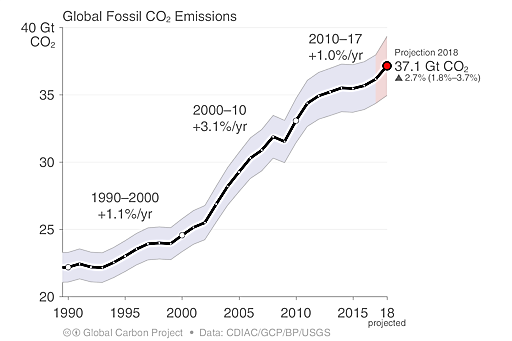 Global Fossil CO₂ Emissions
40 Gt
CO₂
35
30
25
20
1990–2000
+1.1%/yr
2000–10
+3.1%/yr
2010–17
+1.0%/yr
Projection 2018
37.1 Gt CO₂
▲ 2.7% (1.8%–3.7%)
1990 1995 2000 2005 2010 2015 18
projected
Global Carbon Project • Data: CDIAC/GCP/BP/USGS